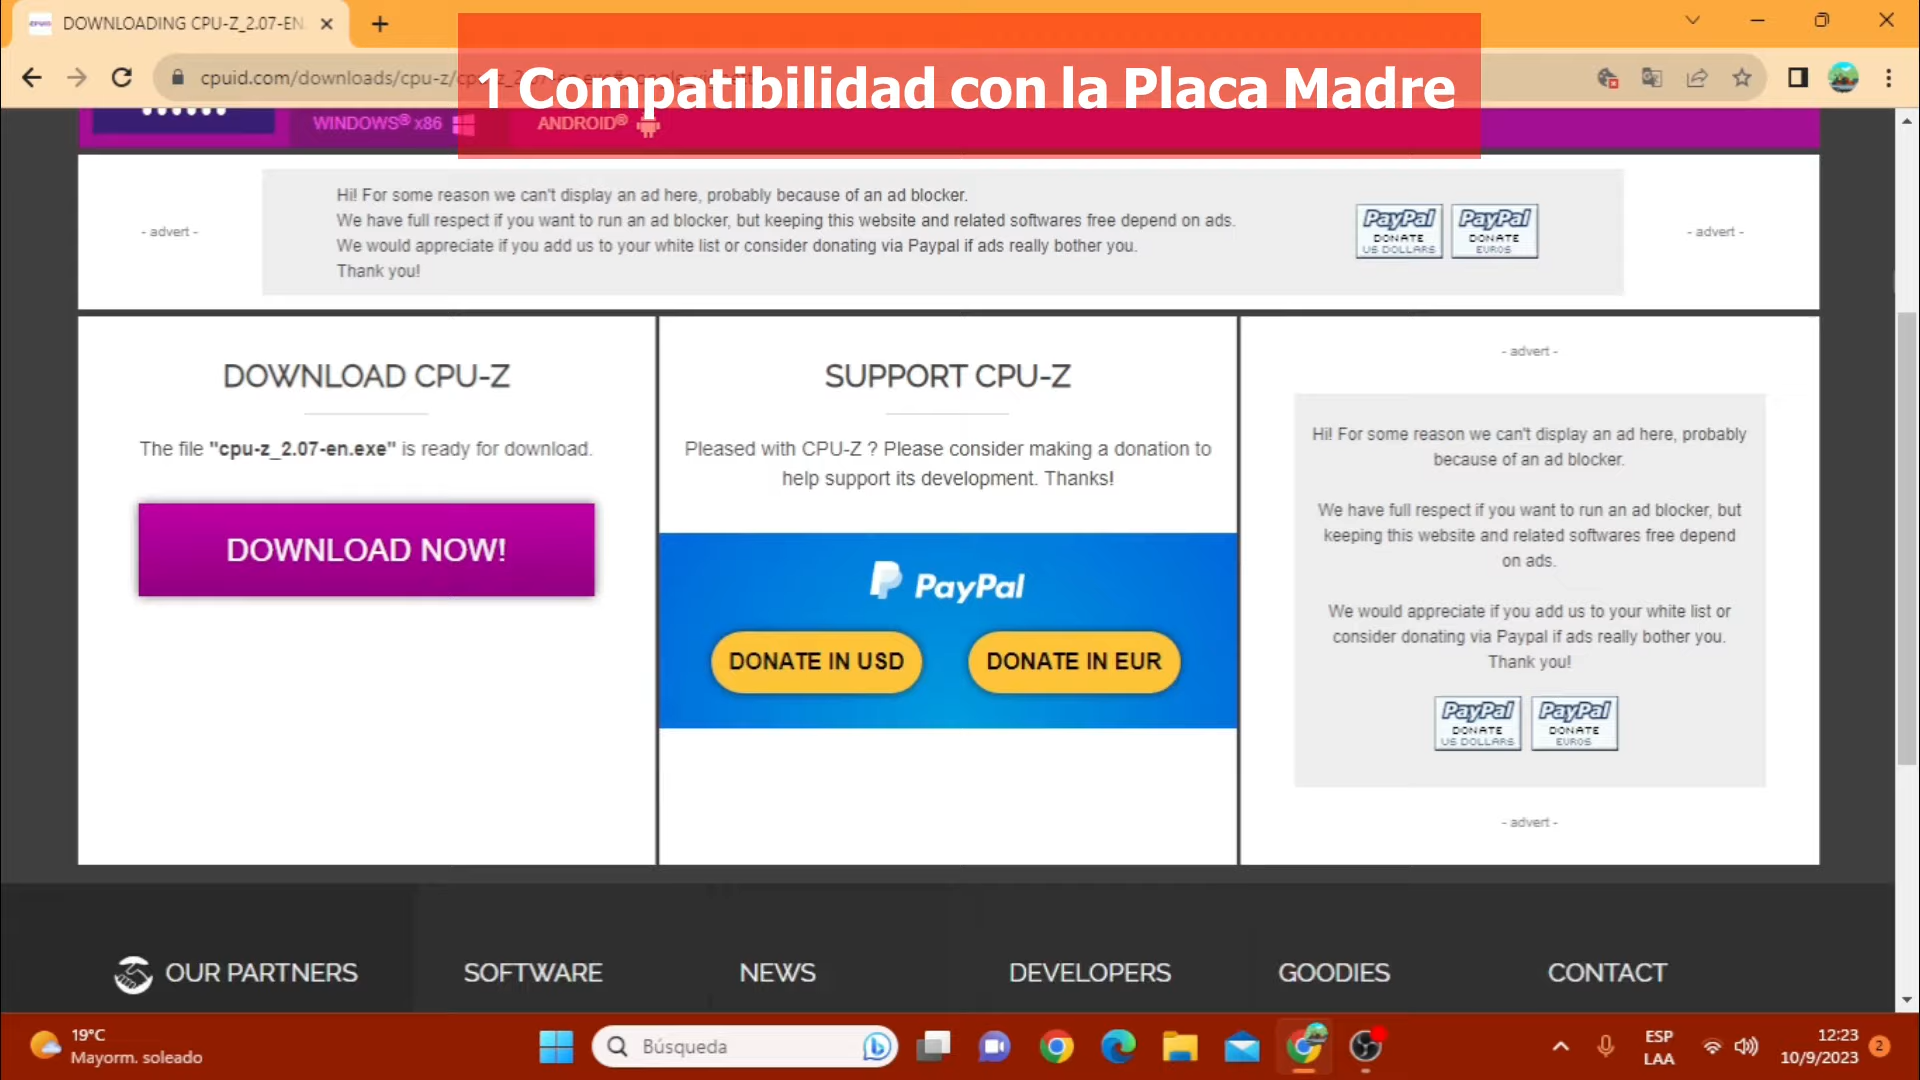 DOWNLOADING CPU-Z_2.07-EN
1 Compatibilidad con la Placa Madre
WINDOWS® x86
ANDROID®
- advert -
Hi! For some reason we can't display an ad here, probably because of an ad blocker.
We have full respect if you want to run an ad blocker, but keeping this website and related softwares free depend on ads.
We would appreciate if you add us to your white list or consider donating via Paypal if ads really bother you.
Thank you!
PayPal
DONATE
US DOLLARS
PayPal
DONATE
EUROS
- advert -
DOWNLOAD CPU-Z
The file "cpu-z_2.07-en.exe" is ready for download.
DOWNLOAD NOW!
SUPPORT CPU-Z
Pleased with CPU-Z ? Please consider making a donation to
help support its development. Thanks!
PayPal
DONATE IN USD
DONATE IN EUR
- advert -
Hi! For some reason we can't display an ad here, probably
because of an ad blocker.
We have full respect if you want to run an ad blocker, but
keeping this website and related softwares free depend
on ads.
We would appreciate if you add us to your white list or
consider donating via Paypal if ads really bother you.
Thank you!
PayPal
DONATE
US DOLLARS
PayPal
DONATE
EUROS
- advert -
OUR PARTNERS
SOFTWARE
NEWS
DEVELOPERS
GOODIES
CONTACT
19°C
Mayorm. soleado
Búsqueda
ESP
LAA
12:23
10/9/2023
2